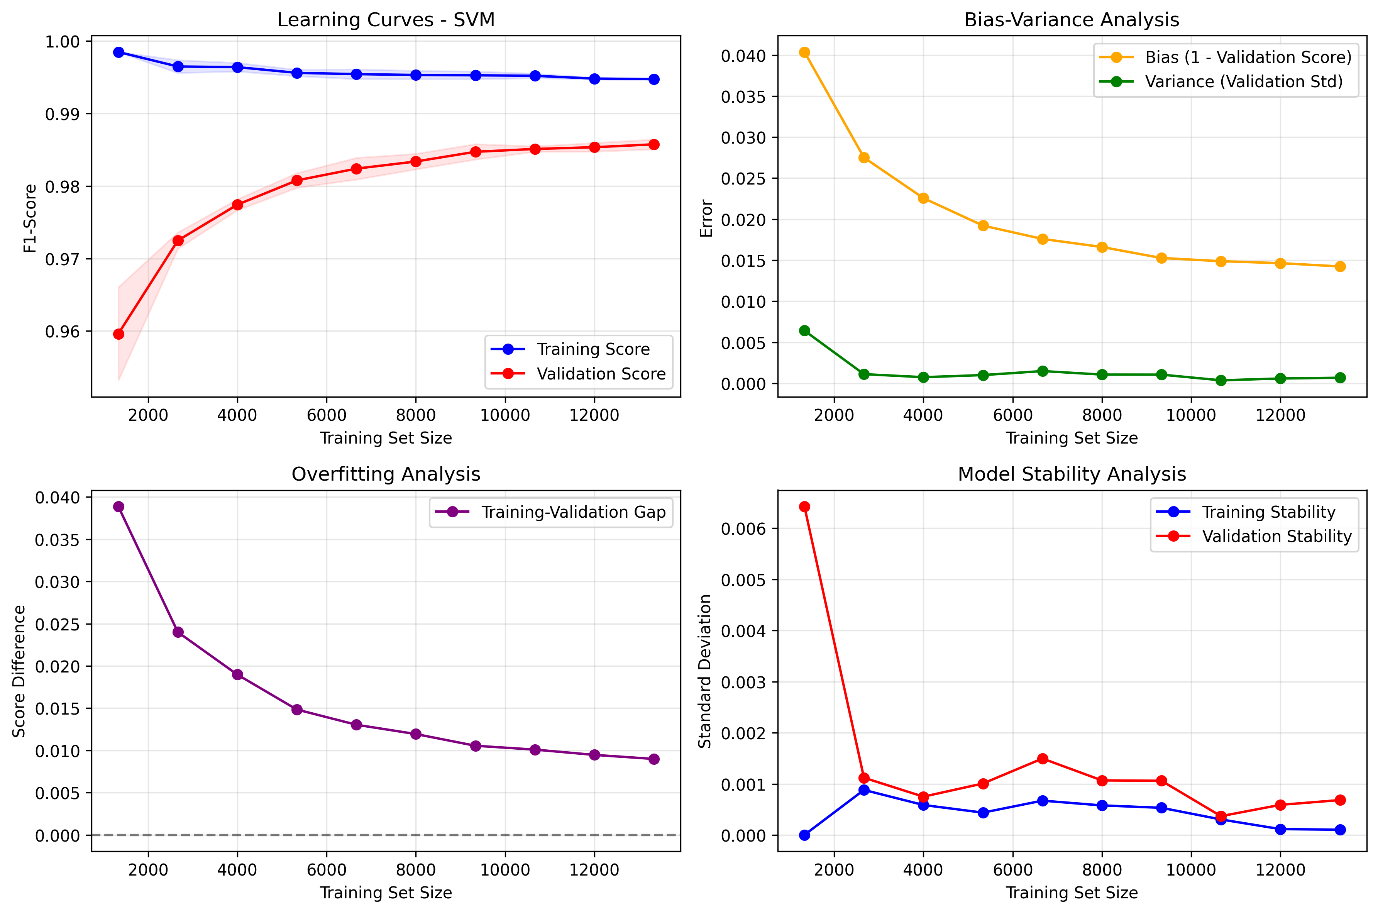 Learning Curves - SVM
1.00
0.99
0.98
0.97
0.96
F1-Score
Training Score
Validation Score
2000 4000 6000 8000 10000 12000
Training Set Size
Bias-Variance Analysis
0.040
0.035
0.030
0.025
0.020
0.015
0.010
0.005
0.000
Error
Bias (1 - Validation Score)
Variance (Validation Std)
2000 4000 6000 8000 10000 12000
Training Set Size
Overfitting Analysis
0.040
0.035
0.030
0.025
0.020
0.015
0.010
0.005
0.000
Score Difference
Training-Validation Gap
2000 4000 6000 8000 10000 12000
Training Set Size
Model Stability Analysis
0.006
0.005
0.004
0.003
0.002
0.001
0.000
Standard Deviation
Training Stability
Validation Stability
2000 4000 6000 8000 10000 12000
Training Set Size